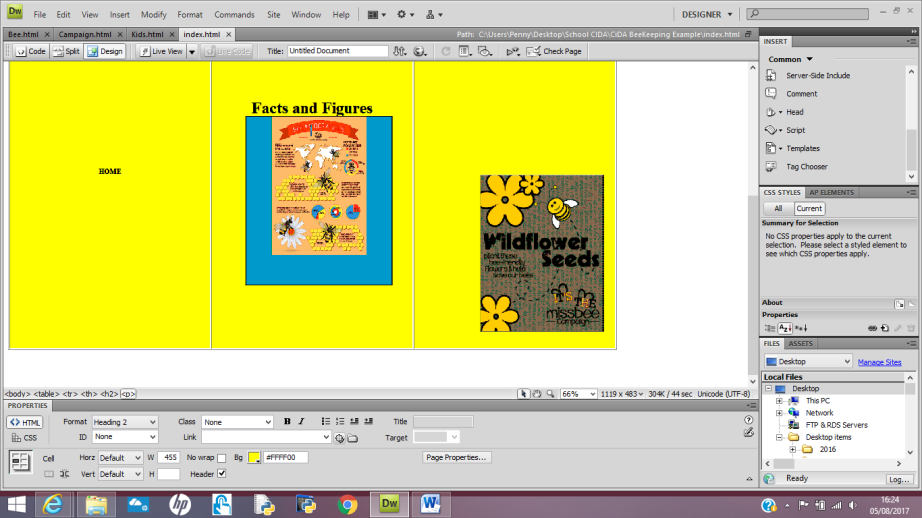 Dw File Edit View Insert Modify Format Commands Site Window Help DESIGNER
Bee.html × Campaign.html × Kids.html × index.html × Path: C:\Users\Penny\Desktop\School CIDA\CiDA BeeKeeping Example\index.html
Code Split Design Live View Live Code Title: Untitled Document Check Page
INSERT
Common
Server-Side Include
Comment
Head
Script
Templates
Tag Chooser
Facts and Figures
HOME
Wildflower
Seeds
plant these
bee-friendly
flowers & help
save our bees
missbee
campaign
CSS STYLES AP ELEMENTS
All Current
Summary for Selection
No CSS properties apply to the current
selection. Please select a styled element to
see which CSS properties apply.
About
Properties
FILES ASSETS
Desktop Manage Sites
Local Files
Desktop
This PC
Network
FTP & RDS Servers
Desktop items
2016
Ready Log...
<body> <table> <tr> <th> <h2> <p> 66% 1119 x 483 304K / 44 sec Unicode (UTF-8)
PROPERTIES
HTML Format Heading 2 Class None B I Title
CSS ID None Link Target
Cell Horz Default W 455 No wrap Bg #FFFF00 Page Properties...
Vert Default H Header
hp Dw W
16:24
05/08/2017